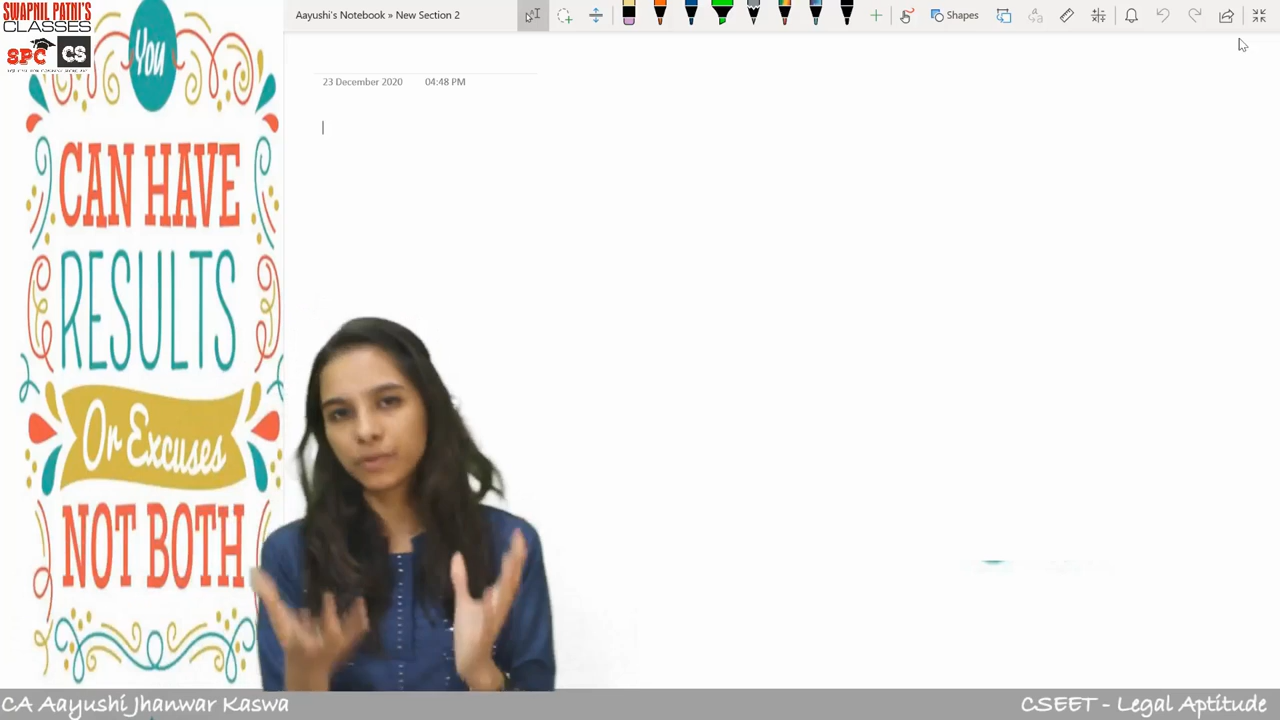 SWAPNIL PATNI'S
CLASSES
SPC CS
You
CAN HAVE
RESULTS
Or Excuses
NOT BOTH
Aayushi's Notebook » New Section 2
Shapes
23 December 2020 04:48 PM
CA Aayushi Jhanwar Kaswa
CSEET - Legal Aptitude